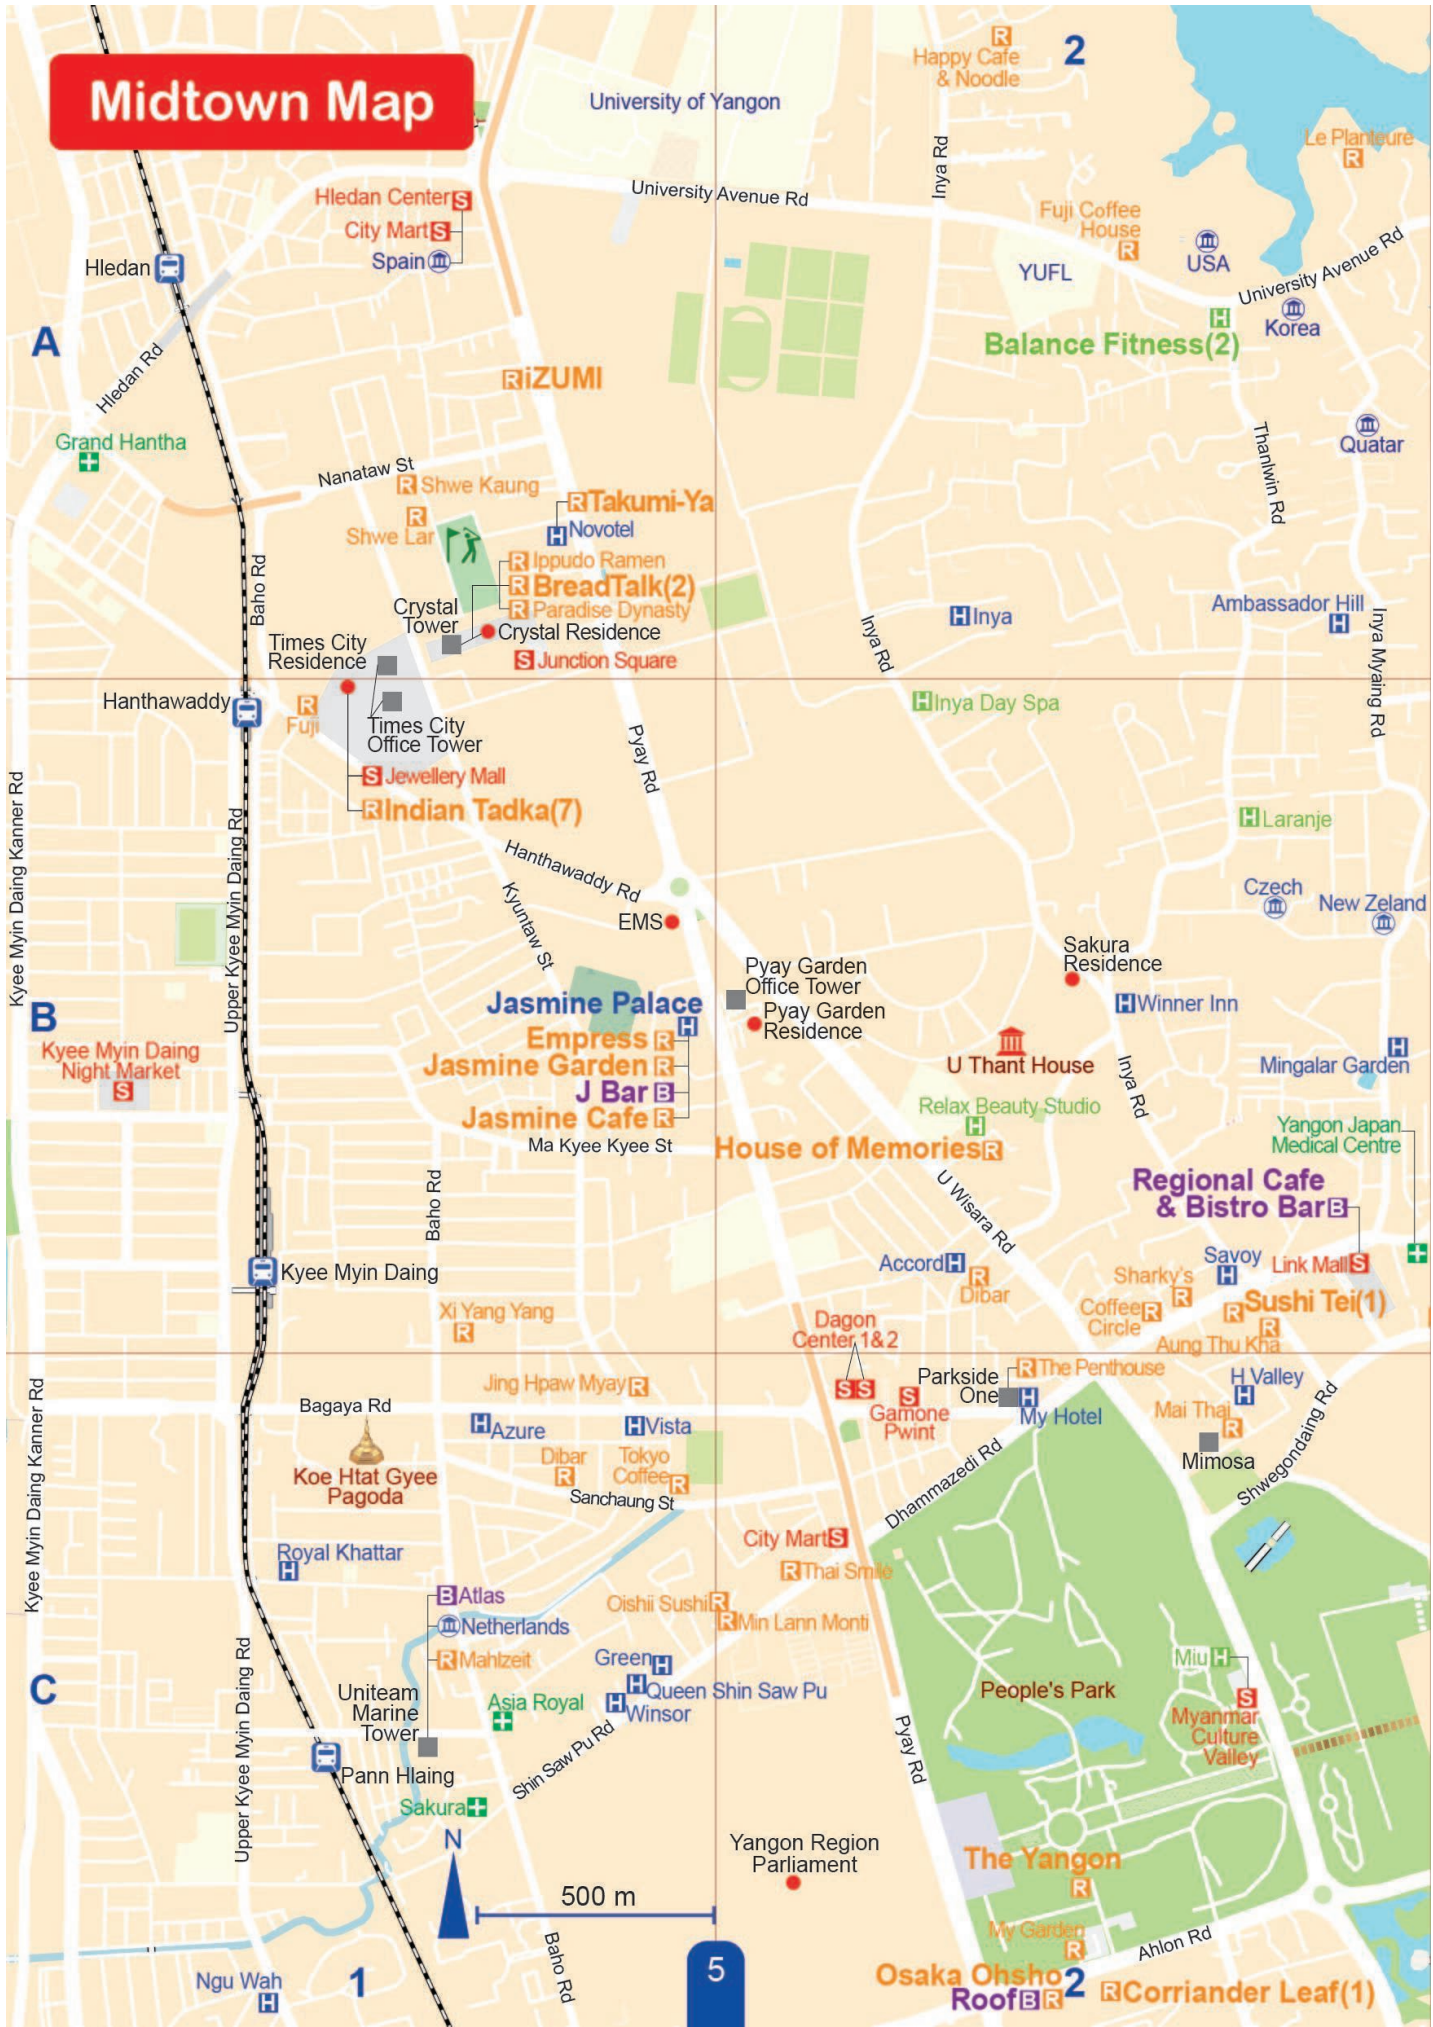 Midtown Map
2
Happy Cafe
& Noodle
University of Yangon
Le Planteure
R
Inya Rd
University Avenue Rd
Hledan Center S
City Mart S
Spain
Fuji Coffee
House
R
USA
YUFL
University Avenue Rd
Hledan
H
Korea
A
Balance Fitness(2)
Hledan Rd
R iZUMI
Quatar
Thanlwin Rd
Grand Hantha
Nanataw St
R Shwe Kaung
R
Shwe Lar
R Takumi-Ya
H Novotel
R Ippudo Ramen
R BreadTalk(2)
R Paradise Dynasty
Baho Rd
Crystal
Tower
Crystal Residence
S Junction Square
Times City
Residence
H Inya
Inya Rd
Ambassador Hill
H
Inya Myaing Rd
Hanthawaddy
R
Fuji
Times City
Office Tower
H Inya Day Spa
Pyay Rd
S Jewellery Mall
R Indian Tadka(7)
H Laranje
Kyee Myin Daing Kanner Rd
Upper Kyee Myin Daing Rd
Hanthawaddy Rd
Kyuntaw St
EMS
Czech
New Zeland
Sakura
Residence
Pyay Garden
Office Tower
Pyay Garden
Residence
H Winner Inn
B
Jasmine Palace
H
Empress R
Jasmine Garden R
J Bar B
Jasmine Cafe R
Ma Kyee Kyee St
Kyee Myin Daing
Night Market
S
U Thant House
Inya Rd
H
Mingalar Garden
Relax Beauty Studio
H
House of Memories R
Yangon Japan
Medical Centre
Regional Cafe
& Bistro Bar B
U Wisara Rd
Baho Rd
Accord H
R
Dibar
Savoy
H
Link Mall S
Sharky's
R
Coffee R
Circle
R Sushi Tei(1)
R
Aung Thu Kha
Kyee Myin Daing
Xi Yang Yang
R
Dagon
Center 1&2
S S
S
Gamone
Pwint
Parkside
One
R The Penthouse
H
My Hotel
H Valley
H
Mai Thai
R
Mimosa
Shwegondaing Rd
Jing Hpaw Myay R
Bagaya Rd
H Azure
H Vista
Dibar
R
Tokyo
Coffee R
Sanchaung St
Koe Htat Gyee
Pagoda
Dhammazedi Rd
Kyee Myin Daing Kanner Rd
City Mart S
R Thai Smile
Royal Khattar
H
B Atlas
Netherlands
R Mahlzeit
Oishii Sushi R
R Min Lann Monti
Green H
H Queen Shin Saw Pu
H Winsor
Upper Kyee Myin Daing Rd
C
Uniteam
Marine
Tower
Asia Royal
Shin Saw Pu Rd
Miu H
S
Myanmar
Culture
Valley
People's Park
Pyay Rd
Pann Hlaing
Sakura
N
500 m
Yangon Region
Parliament
The Yangon
R
My Garden
R
Ahlon Rd
Baho Rd
5
Ngu Wah
H
1
Osaka Ohsho
Roof B R
2
R Corriander Leaf(1)